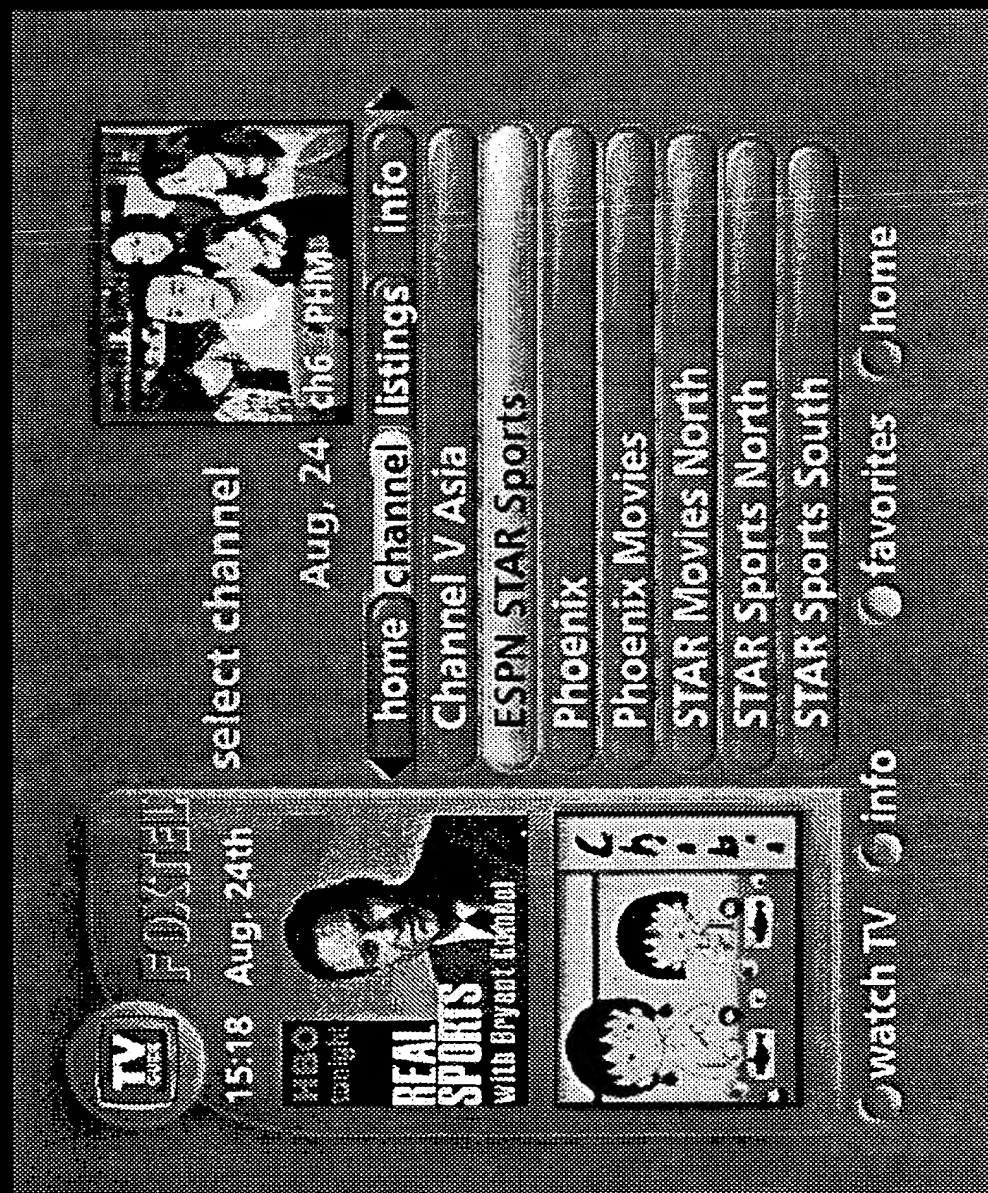 TV
GUIDE
FOXTEL
15:18 Aug. 24th
HBO
tonight
REAL
SPORTS
with Bryant Gumbel
Chibi
select channel
Aug, 24
ch61 PHM
home channel listings info
Channel V Asia
ESPN STAR Sports
Phoenix
Phoenix Movies
STAR Movies North
STAR Sports North
STAR Sports South
watch TV info favorites home